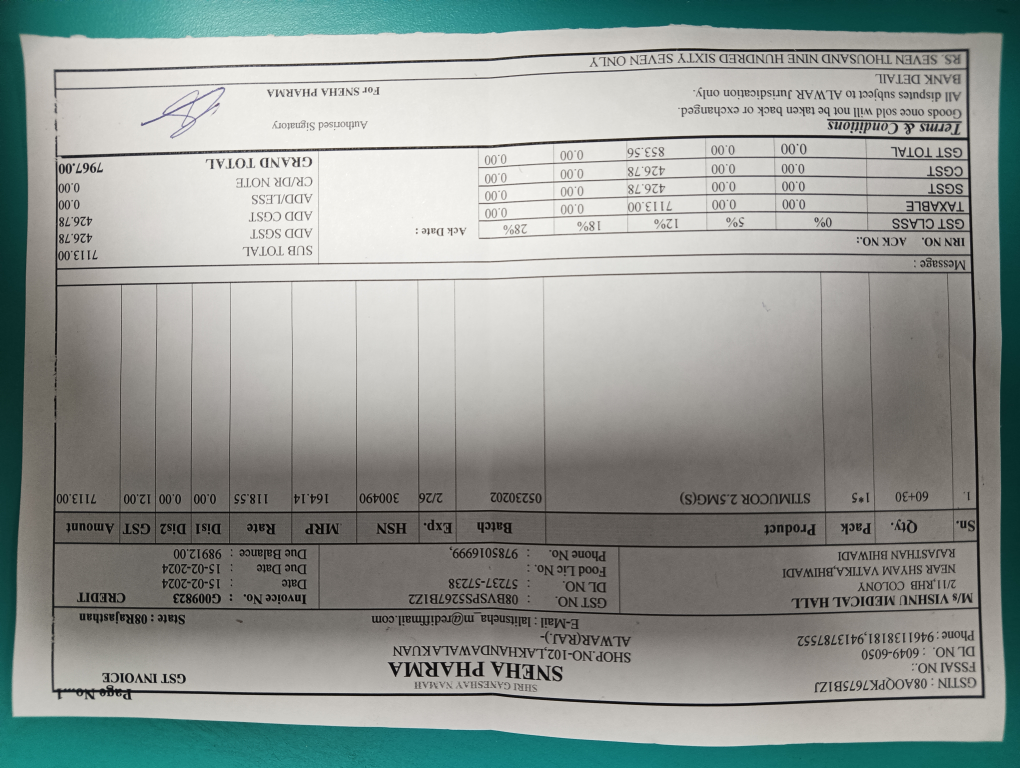 Page No...1
SHRI GANESHAY NAMAH
GST INVOICE
SNEHA PHARMA
SHOP.NO-102,LAKHANDAWALA KUAN
ALWAR(RAJ.)-
E-Mail : lalitsneha_m@rediffmail.com
State : 08Rajasthan
GSTIN : 08AOQPK7675B1ZJ
FSSAI NO.:
DL NO. : 6049-6050
Phone : 9461138181,9413787552
M/s VISHNU MEDICAL HALL
2/11,RHB COLONY
NEAR SHYAM VATIKA,BHIWADI
RAJASTHAN BHIWADI
GST NO. : 08BVSPS5267B1Z2
DL NO. : 57237-57238
Food Lic No. :
Phone No. : 9785016999,
Invoice No. : G009823 CREDIT
Date : 15-02-2024
Due Date : 15-02-2024
Due Balance : 98912.00
Sn. Qty. Pack Product Batch Exp. HSN MRP Rate Dis1 Dis2 GST Amount
1. 60+30 1*5 STIMUCOR 2.5MG(S) 05230202 2/26 300490 164.14 118.55 0.00 0.00 12.00 7113.00
Message :
IRN NO. ACK NO.: Ack Date :
GST CLASS 0% 5% 12% 18% 28%
TAXABLE 0.00 0.00 7113.00 0.00 0.00
SGST 0.00 0.00 426.78 0.00 0.00
CGST 0.00 0.00 426.78 0.00 0.00
GST TOTAL 0.00 0.00 853.56 0.00 0.00
SUB TOTAL 7113.00
ADD SGST 426.78
ADD CGST 426.78
ADD/LESS 0.00
CR/DR NOTE 0.00
GRAND TOTAL 7967.00
Terms & Conditions
Goods once sold will not be taken back or exchanged.
All disputes subject to ALWAR Jurisdication only.
BANK DETAIL
Authorised Signatory
For SNEHA PHARMA
RS. SEVEN THOUSAND NINE HUNDRED SIXTY SEVEN ONLY